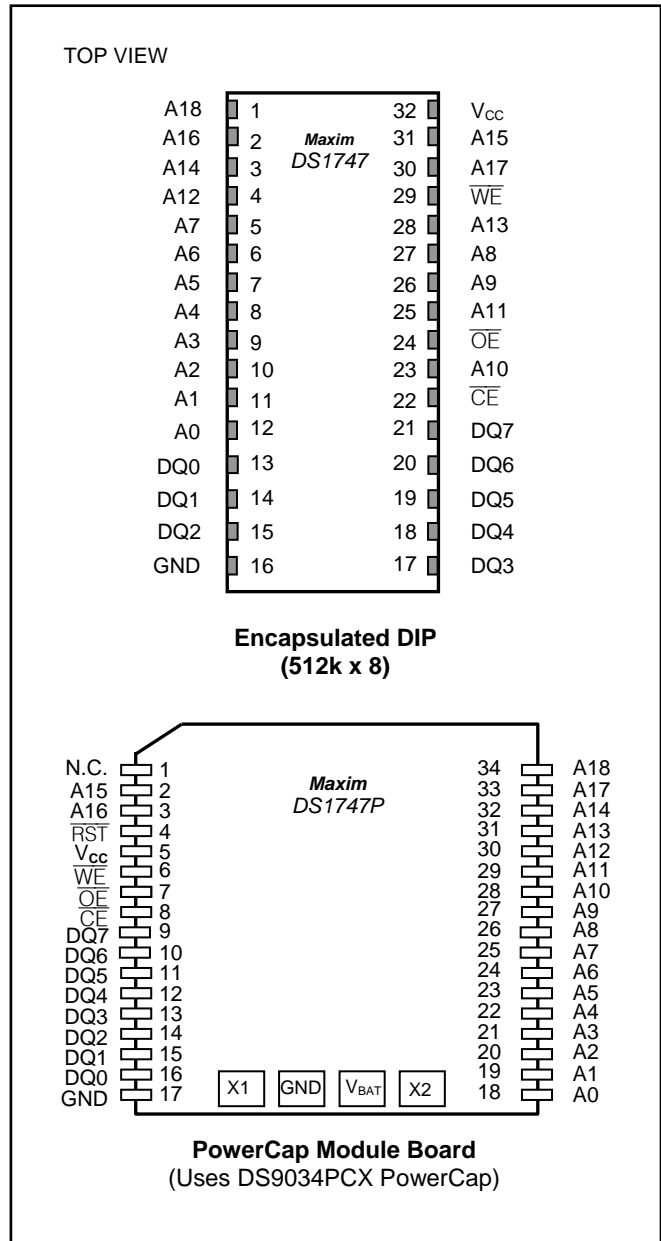 TOP VIEW
A18 1 Maxim 32 VCC
A16 2 DS1747 31 A15
A14 3 30 A17
A12 4 29 W̅E̅
A7 5 28 A13
A6 6 27 A8
A5 7 26 A9
A4 8 25 A11
A3 9 24 O̅E̅
A2 10 23 A10
A1 11 22 C̅E̅
A0 12 21 DQ7
DQ0 13 20 DQ6
DQ1 14 19 DQ5
DQ2 15 18 DQ4
GND 16 17 DQ3
Encapsulated DIP
(512k x 8)
N.C. 1 Maxim 34 A18
A15 2 DS1747P 33 A17
A16 3 32 A14
R̅S̅T̅ 4 31 A13
VCC 5 30 A12
W̅E̅ 6 29 A11
O̅E̅ 7 28 A10
C̅E̅ 8 27 A9
DQ7 9 26 A8
DQ6 10 25 A7
DQ5 11 24 A6
DQ4 12 23 A5
DQ3 13 22 A4
DQ2 14 21 A3
DQ1 15 20 A2
DQ0 16 19 A1
GND 17 X1 GND VBAT X2 18 A0
PowerCap Module Board
(Uses DS9034PCX PowerCap)